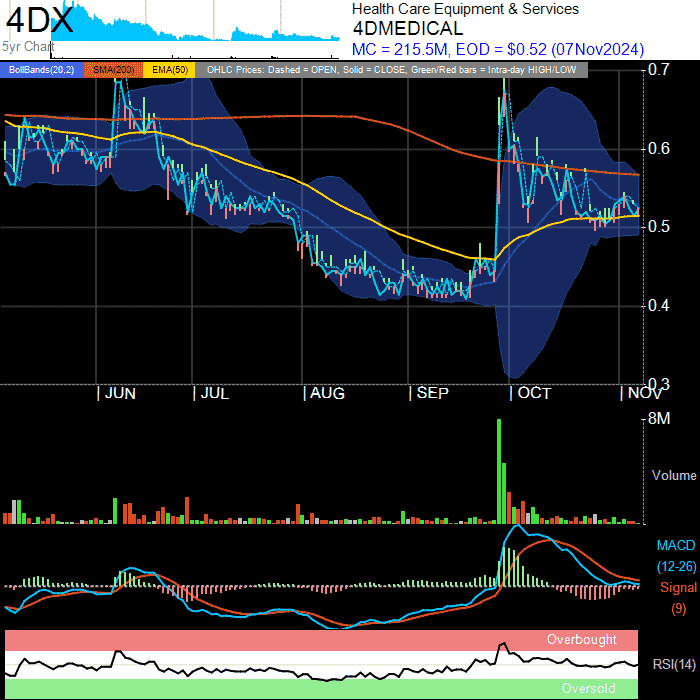 4DX
5yr Chart
Health Care Equipment & Services
4DMEDICAL
MC = 215.5M, EOD = $0.52 (07Nov2024)
BollBands(20,2) SMA(200) EMA(50) OHLC Prices: Dashed = OPEN, Solid = CLOSE, Green/Red bars = Intra-day HIGH/LOW
0.7
0.6
0.5
0.4
0.3
JUN JUL AUG SEP OCT NOV
8M
Volume
MACD
(12-26)
Signal
(9)
Overbought
RSI(14)
Oversold